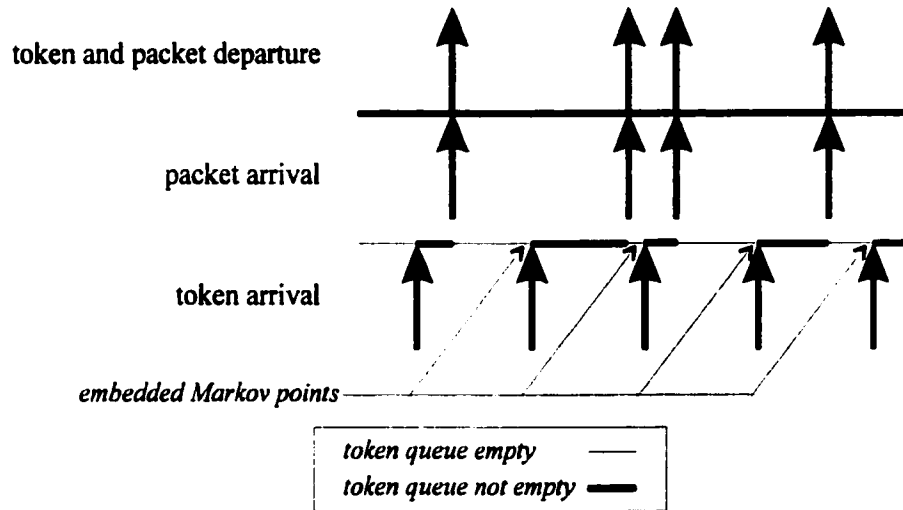 token and packet departure
packet arrival
token arrival
embedded Markov points
token queue empty
token queue not empty